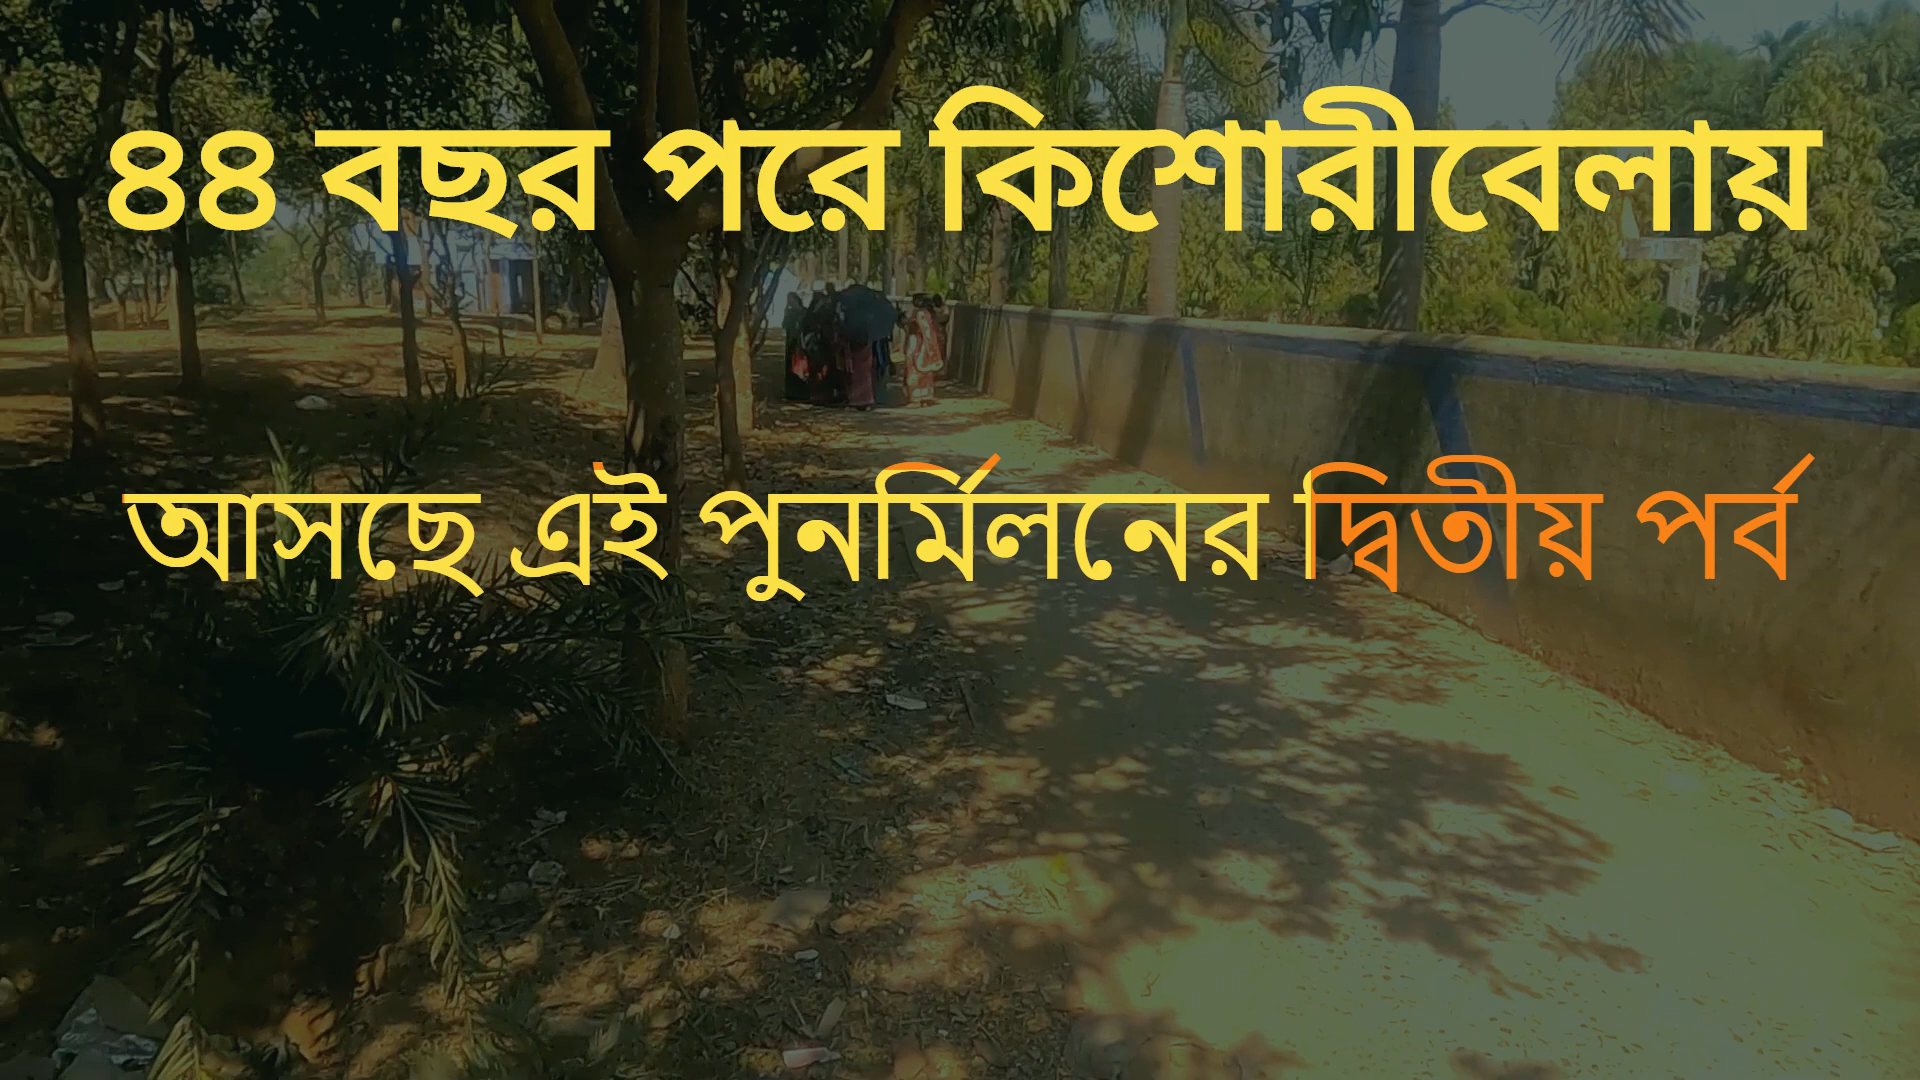 ৪৪ বছর পরে কিশোরীবেলায়
আসছে এই পুনর্মিলনের দ্বিতীয় পর্ব